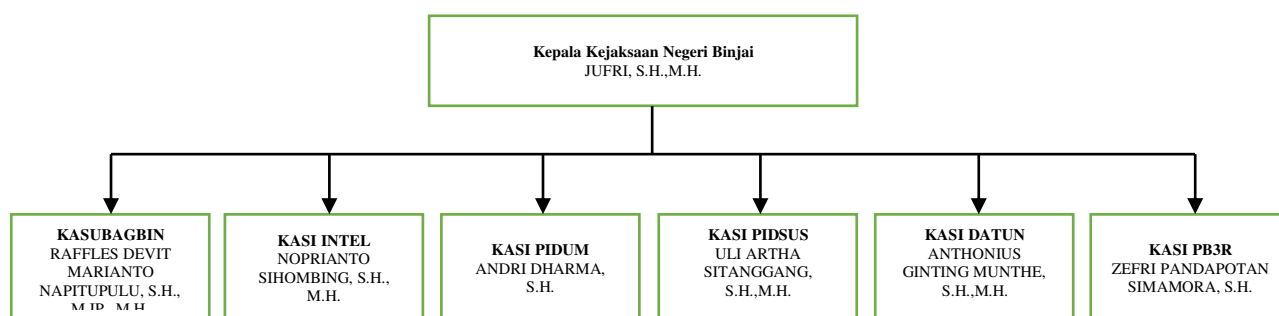 Kepala Kejaksaan Negeri Binjai
JUFRI, S.H.,M.H.
KASUBAGBIN
RAFFLES DEVIT
MARIANTO
NAPITUPULU, S.H.,
M.IP., M.H.
KASI INTEL
NOPRIANTO
SIHOMBING, S.H.,
M.H.
KASI PIDUM
ANDRI DHARMA,
S.H.
KASI PIDSUS
ULI ARTHA
SITANGGANG,
S.H.,M.H.
KASI DATUN
ANTHONIUS
GINTING MUNTHE,
S.H.,M.H.
KASI PB3R
ZEFRI PANDAPOTAN
SIMAMORA, S.H.